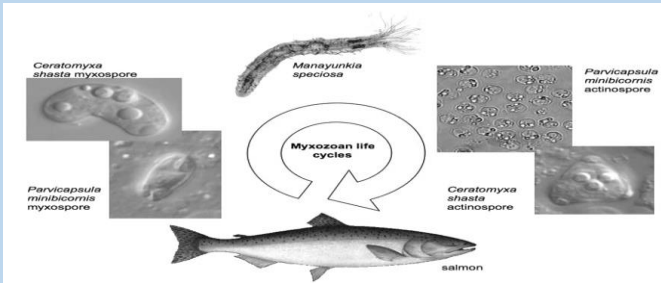 Ceratomyxa
shasta myxospore
Manayunkia
speciosa
Parvicapsula
minibicornis
actinospore
Myxozoan life
cycles
Parvicapsula
minibicornis
myxospore
Ceratomyxa
shasta
actinospore
salmon